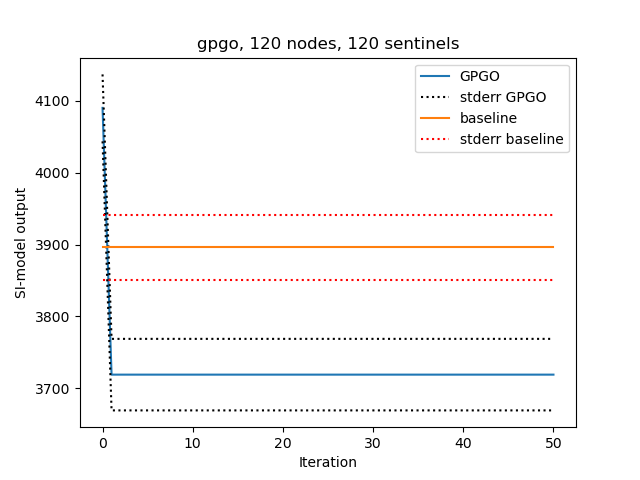 gpgo, 120 nodes, 120 sentinels
GPGO
stderr GPGO
baseline
stderr baseline
SI-model output
4100
4000
3900
3800
3700
0 10 20 30 40 50
Iteration